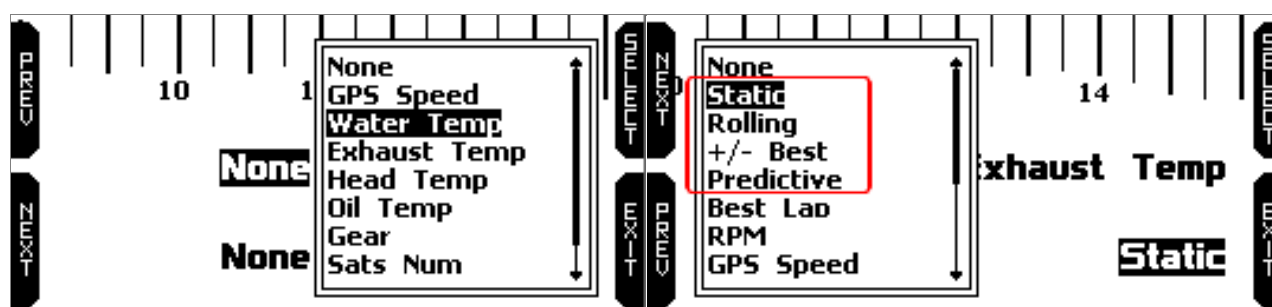 PREV
NEXT
10
1
None
None
None
GPS Speed
Water Temp
Exhaust Temp
Head Temp
Oil Temp
Gear
Sats Num
SELECT
EXIT
NEXT
PREV
None
Static
Rolling
+/- Best
Predictive
Best Lap
RPM
GPS Speed
14
xhaust Temp
Static
SELECT
EXIT